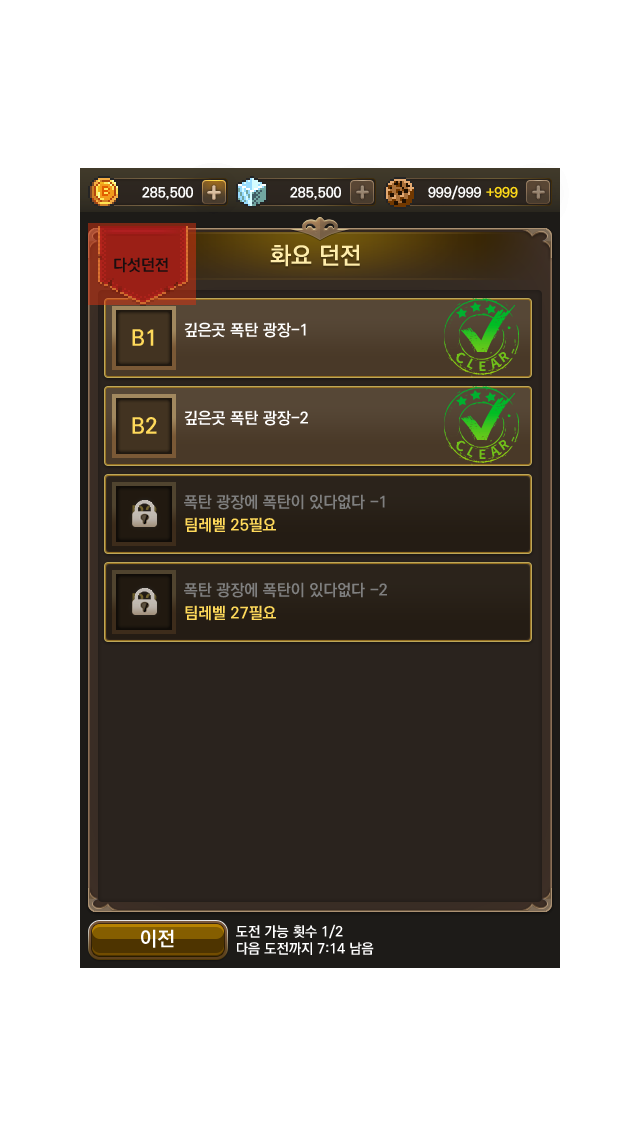 285,500
285,500
999/999 +999
다섯던전
화요 던전
B1
깊은곳 폭탄 광장-1
CLEAR
B2
깊은곳 폭탄 광장-2
CLEAR
폭탄 광장에 폭탄이 있다없다 -1
팀레벨 25필요
폭탄 광장에 폭탄이 있다없다 -2
팀레벨 27필요
이전
도전 가능 횟수 1/2
다음 도전까지 7:14 남음